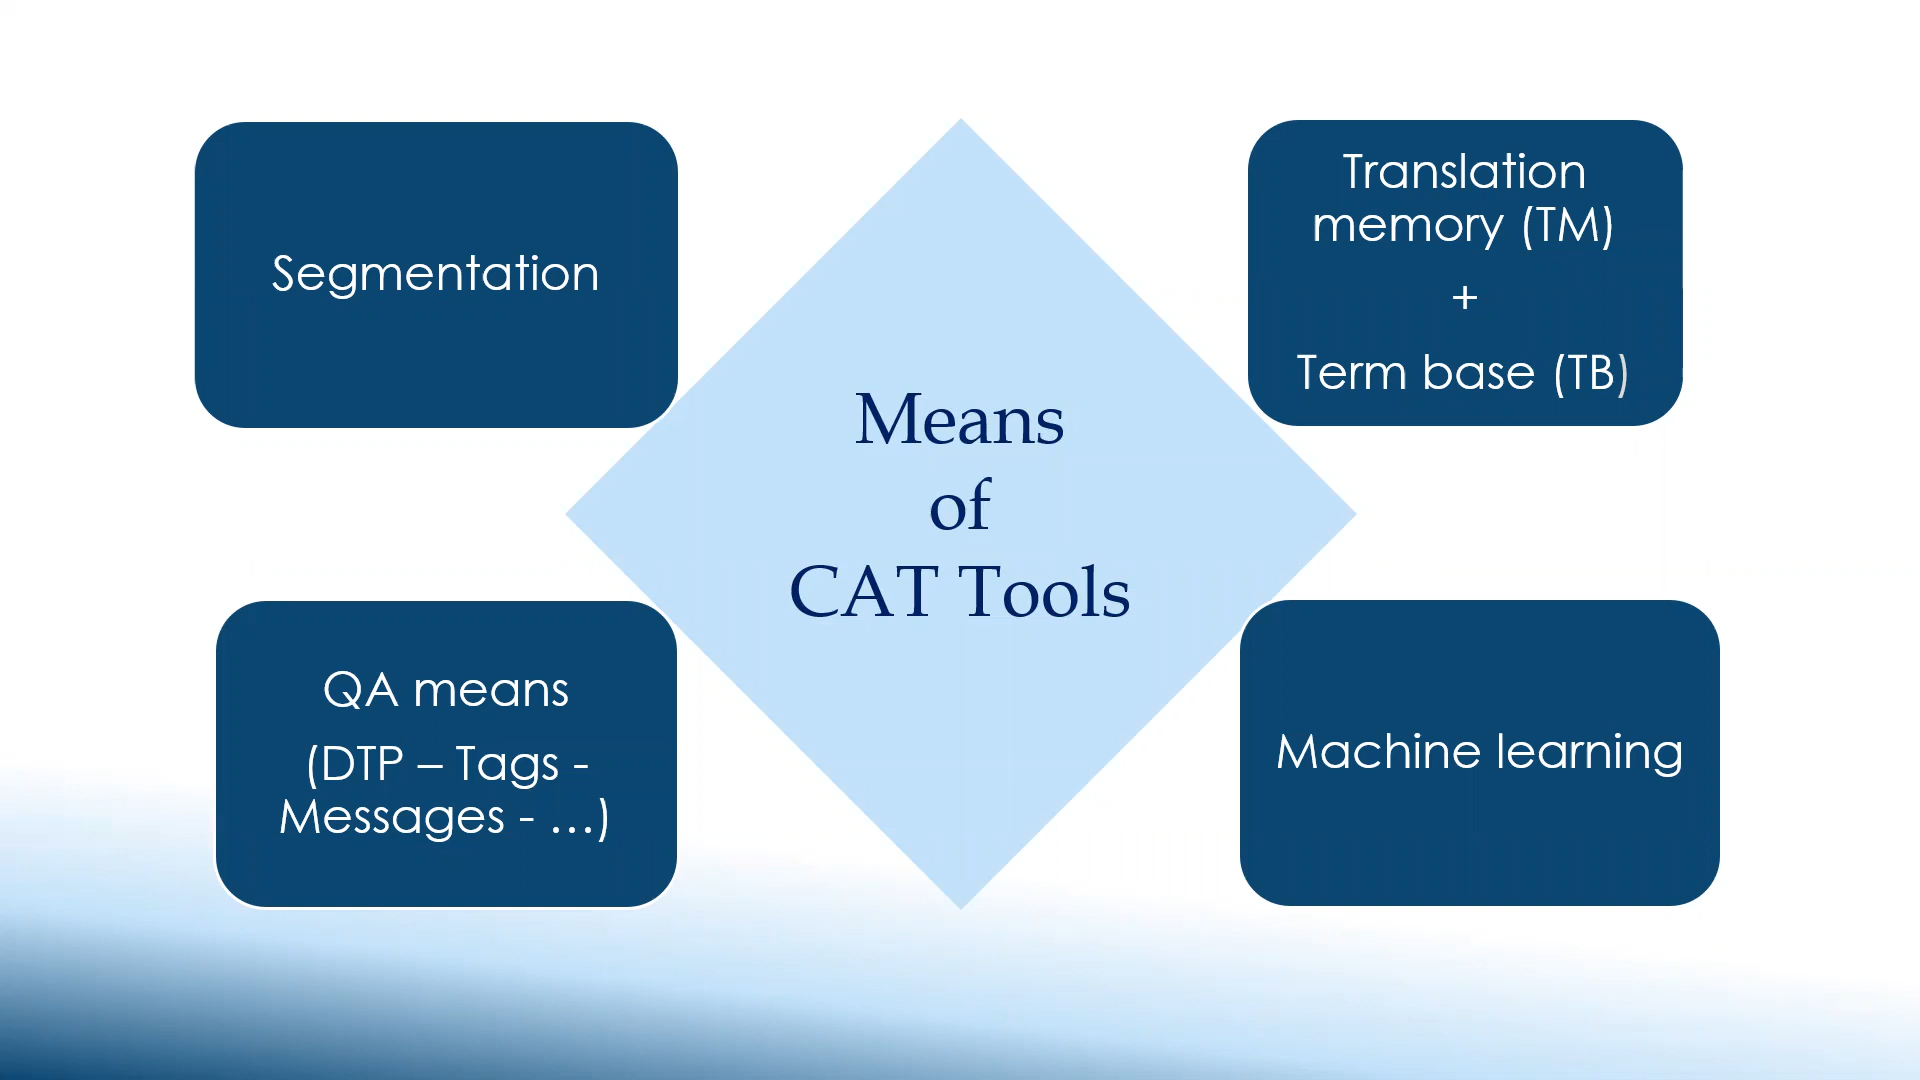 Segmentation
Translation
memory (TM)
+
Term base (TB)
Means
of
CAT Tools
QA means
(DTP – Tags -
Messages - …)
Machine learning